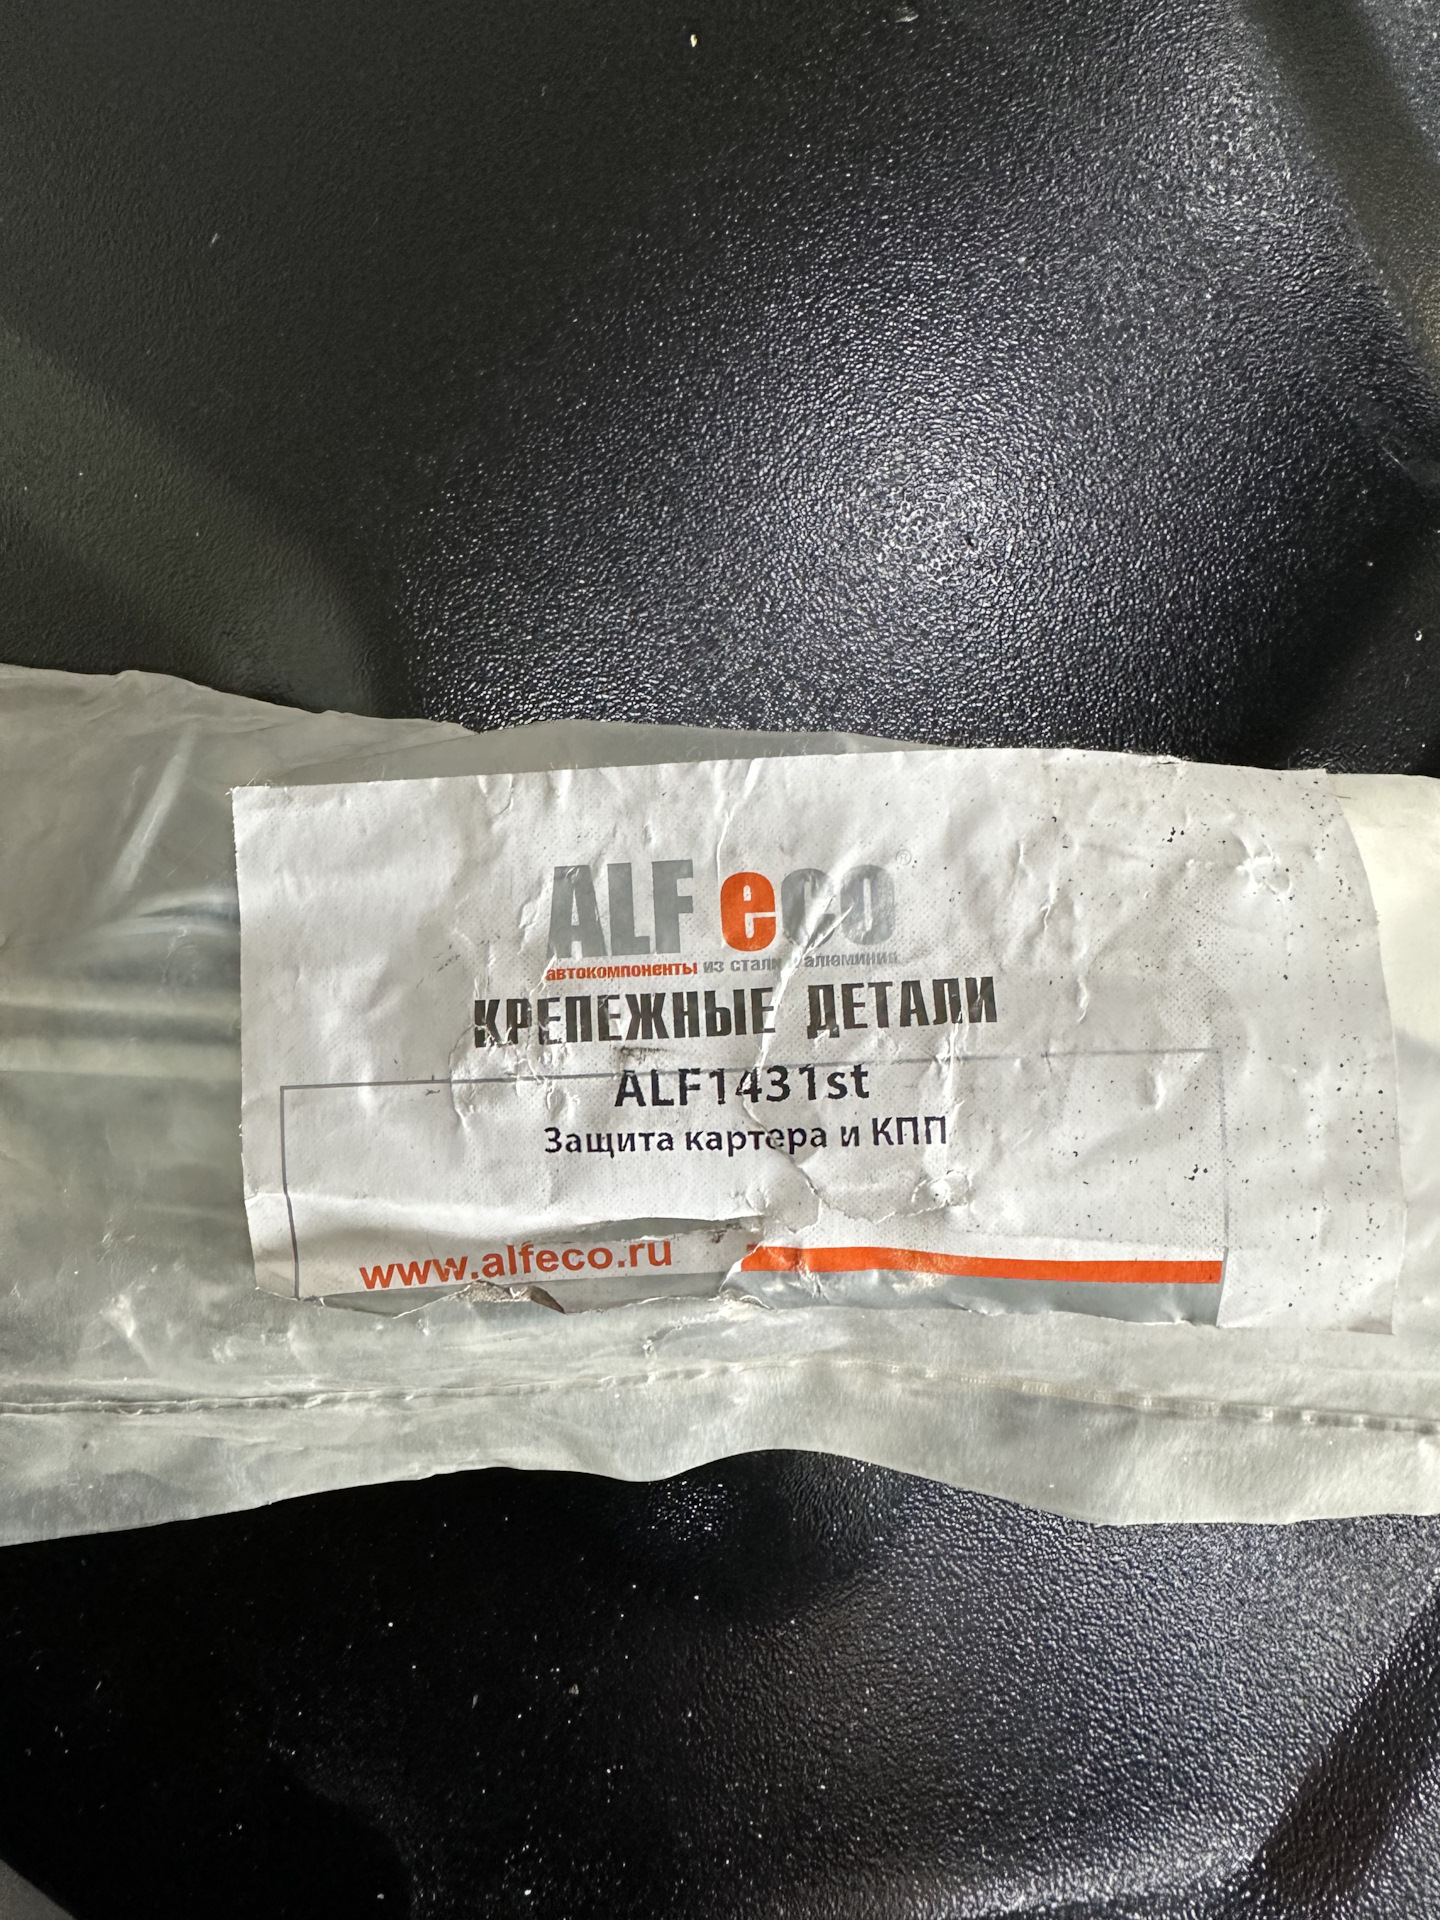 ALF eco®
автокомпоненты из стали и алюминия
КРЕПЕЖНЫЕ ДЕТАЛИ
ALF1431st
Защита картера и КПП
www.alfeco.ru